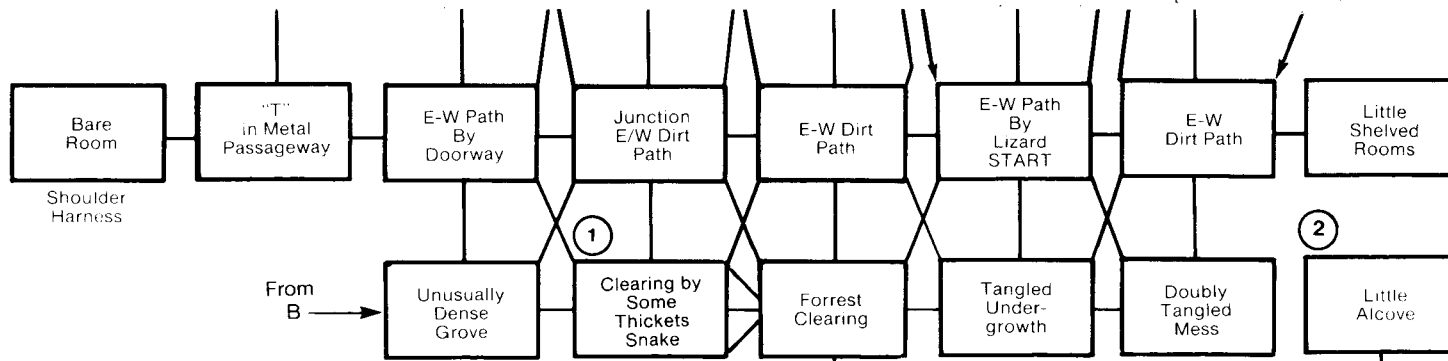 Bare
Room
Shoulder
Harness
"T"
in Metal
Passageway
E-W Path
By
Doorway
Junction
E/W Dirt
Path
E-W Dirt
Path
E-W Path
By
Lizard
START
E-W
Dirt Path
Little
Shelved
Rooms
1
2
From
B
Unusually
Dense
Grove
Clearing by
Some
Thickets
Snake
Forrest
Clearing
Tangled
Under-
growth
Doubly
Tangled
Mess
Little
Alcove